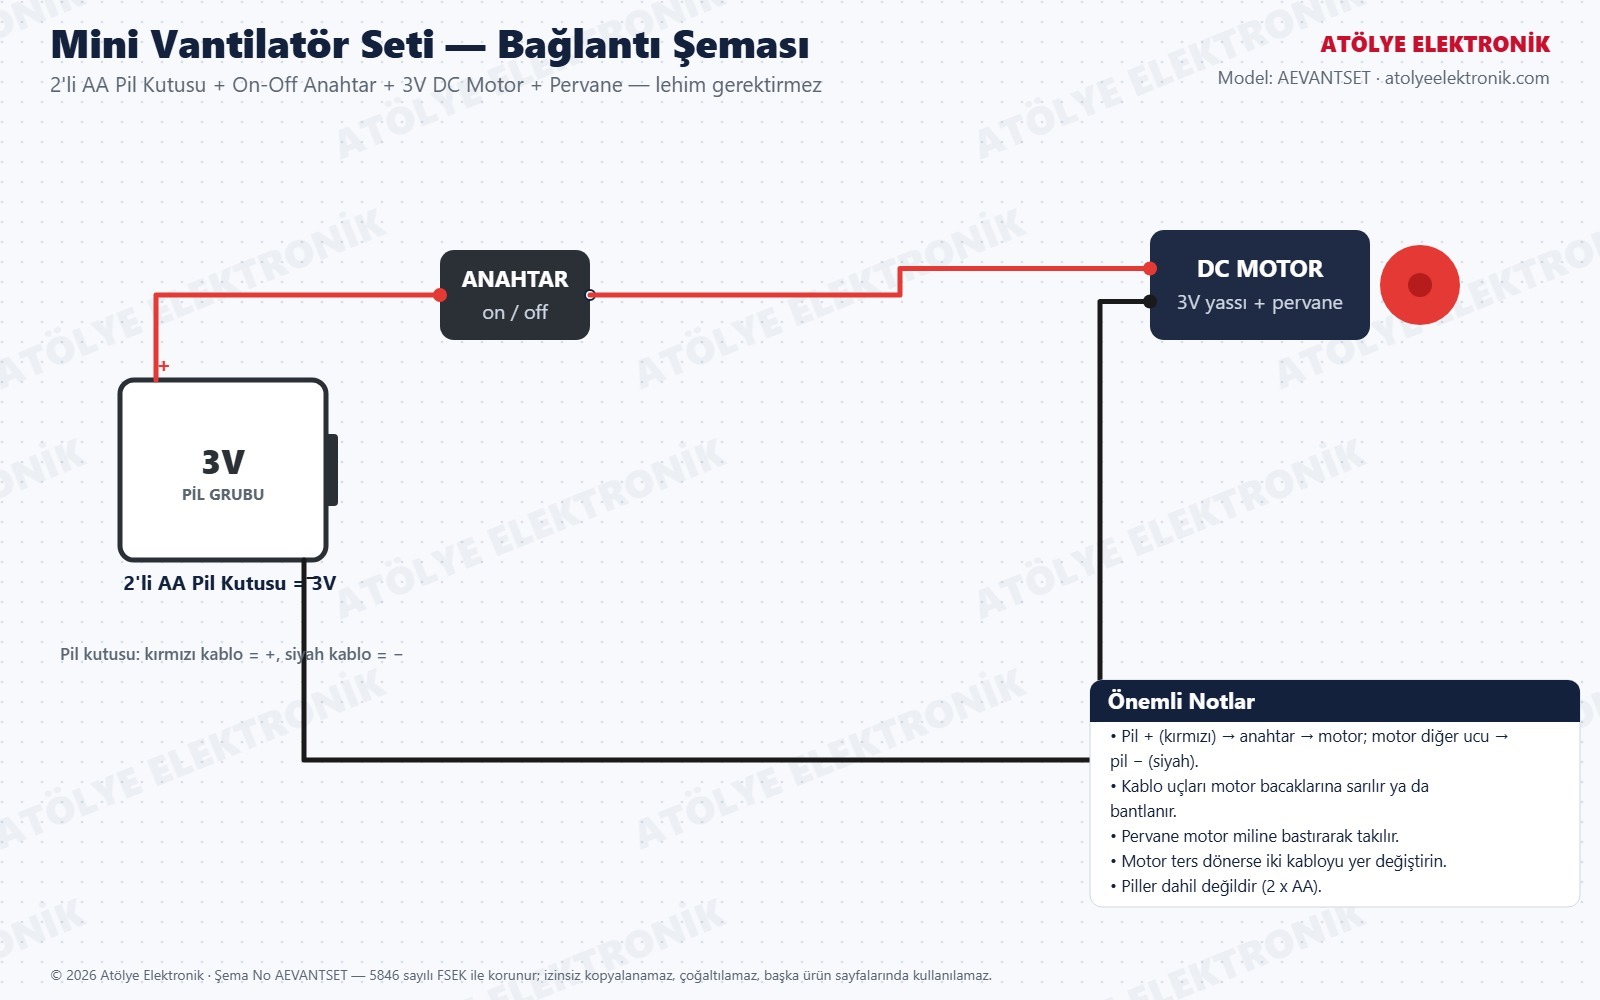 Mini Vantilatör Seti — Bağlantı Şeması
2'li AA Pil Kutusu + On-Off Anahtar + 3V DC Motor + Pervane — lehim gerektirmez
ATÖLYE ELEKTRONİK
Model: AEVANTSET · atolyeelektronik.com
ANAHTAR
on / off
DC MOTOR
3V yassı + pervane
+
3V
PİL GRUBU
2'li AA Pil Kutusu = 3V
−
Pil kutusu: kırmızı kablo = +, siyah kablo = −
Önemli Notlar
• Pil + (kırmızı) → anahtar → motor; motor diğer ucu →
pil − (siyah).
• Kablo uçları motor bacaklarına sarılır ya da
bantlanır.
• Pervane motor miline bastırarak takılır.
• Motor ters dönerse iki kabloyu yer değiştirin.
• Piller dahil değildir (2 x AA).
© 2026 Atölye Elektronik · Şema No AEVANTSET — 5846 sayılı FSEK ile korunur; izinsiz kopyalanamaz, çoğaltılamaz, başka ürün sayfalarında kullanılamaz.